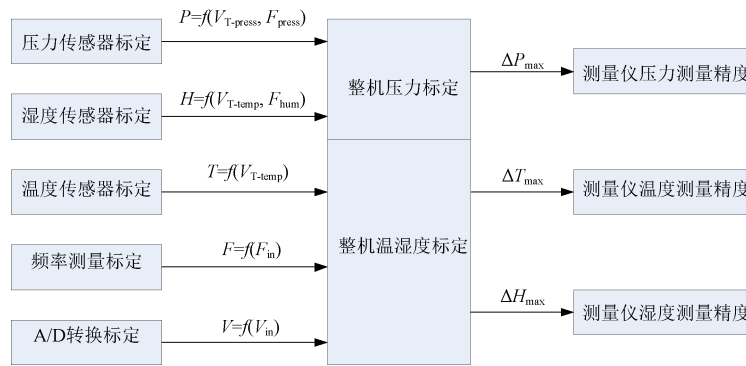 压力传感器标定
P=f(VT-press, Fpress)
湿度传感器标定
H=f(VT-temp, Fhum)
温度传感器标定
T=f(VT-temp)
频率测量标定
F=f(Fin)
A/D转换标定
V=f(Vin)
整机压力标定
整机温湿度标定
ΔPmax
测量仪压力测量精度
ΔTmax
测量仪温度测量精度
ΔHmax
测量仪湿度测量精度